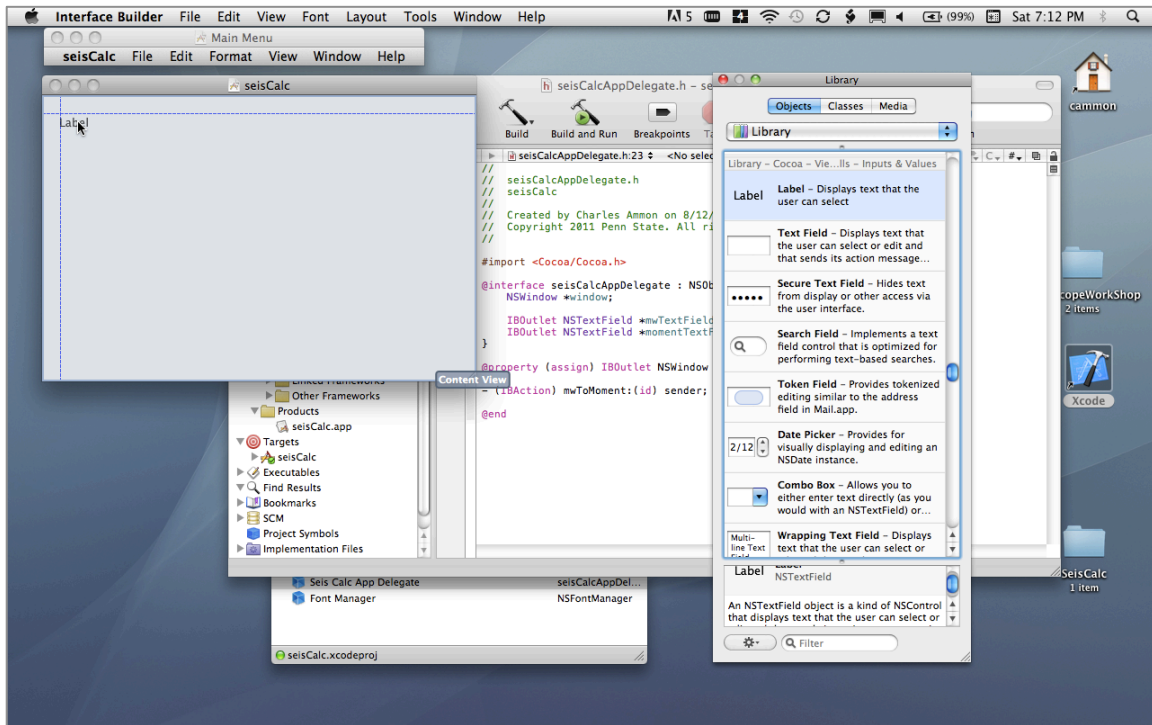 Interface Builder File Edit View Font Layout Tools Window Help 5 (99%) Sat 7:12 PM
Main Menu
seisCalc File Edit Format View Window Help
seisCalc
Label
Content View
seisCalcAppDelegate.h – se
Build Build and Run Breakpoints Ta
seisCalcAppDelegate.h:23 <No selec
C #
//
// seisCalcAppDelegate.h
// seisCalc
//
// Created by Charles Ammon on 8/12/
// Copyright 2011 Penn State. All ri
//
#import <Cocoa/Cocoa.h>
@interface seisCalcAppDelegate : NSOb
NSWindow *window;
IBOutlet NSTextField *mwTextField
IBOutlet NSTextField *momentTextF
}
@property (assign) IBOutlet NSWindow
- (IBAction) mwToMoment:(id) sender;
@end
Linked Frameworks
Other Frameworks
Products
seisCalc.app
Targets
seisCalc
Executables
Find Results
Bookmarks
SCM
Project Symbols
Implementation Files
Seis Calc App Delegate seisCalcAppDel...
Font Manager NSFontManager
seisCalc.xcodeproj
Library
Objects Classes Media
Library
Library – Cocoa – Vie...lls – Inputs & Values
Label
Label – Displays text that the
user can select
Text Field – Displays text that
the user can select or edit and
that sends its action message...
Secure Text Field – Hides text
from display or other access via
the user interface.
Search Field – Implements a text
field control that is optimized for
performing text-based searches.
Token Field – Provides tokenized
editing similar to the address
field in Mail.app.
2/12
Date Picker – Provides for
visually displaying and editing an
NSDate instance.
Combo Box – Allows you to
either enter text directly (as you
would with an NSTextField) or...
Multi-
line Text
Field
Wrapping Text Field – Displays
text that the user can select or
Label
Label
NSTextField
An NSTextField object is a kind of NSControl
that displays text that the user can select or
Filter
cammon
copeWorkShop
2 items
Xcode
SeisCalc
1 item